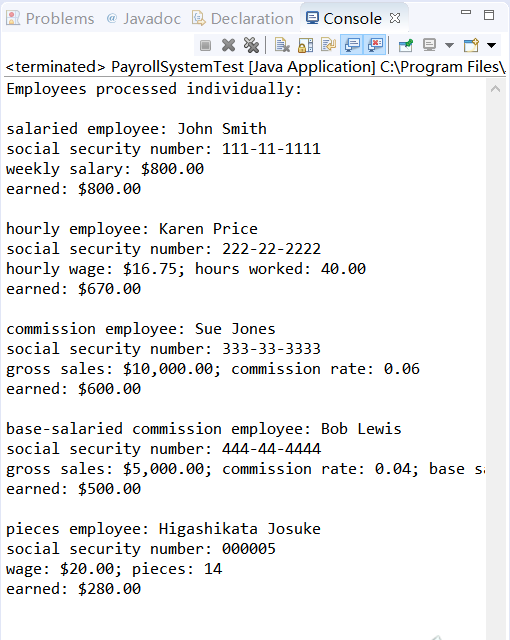 Problems @ Javadoc Declaration Console
<terminated> PayrollSystemTest [Java Application] C:\Program Files\
Employees processed individually:
salaried employee: John Smith
social security number: 111-11-1111
weekly salary: $800.00
earned: $800.00
hourly employee: Karen Price
social security number: 222-22-2222
hourly wage: $16.75; hours worked: 40.00
earned: $670.00
commission employee: Sue Jones
social security number: 333-33-3333
gross sales: $10,000.00; commission rate: 0.06
earned: $600.00
base-salaried commission employee: Bob Lewis
social security number: 444-44-4444
gross sales: $5,000.00; commission rate: 0.04; base
earned: $500.00
pieces employee: Higashikata Josuke
social security number: 000005
wage: $20.00; pieces: 14
earned: $280.00